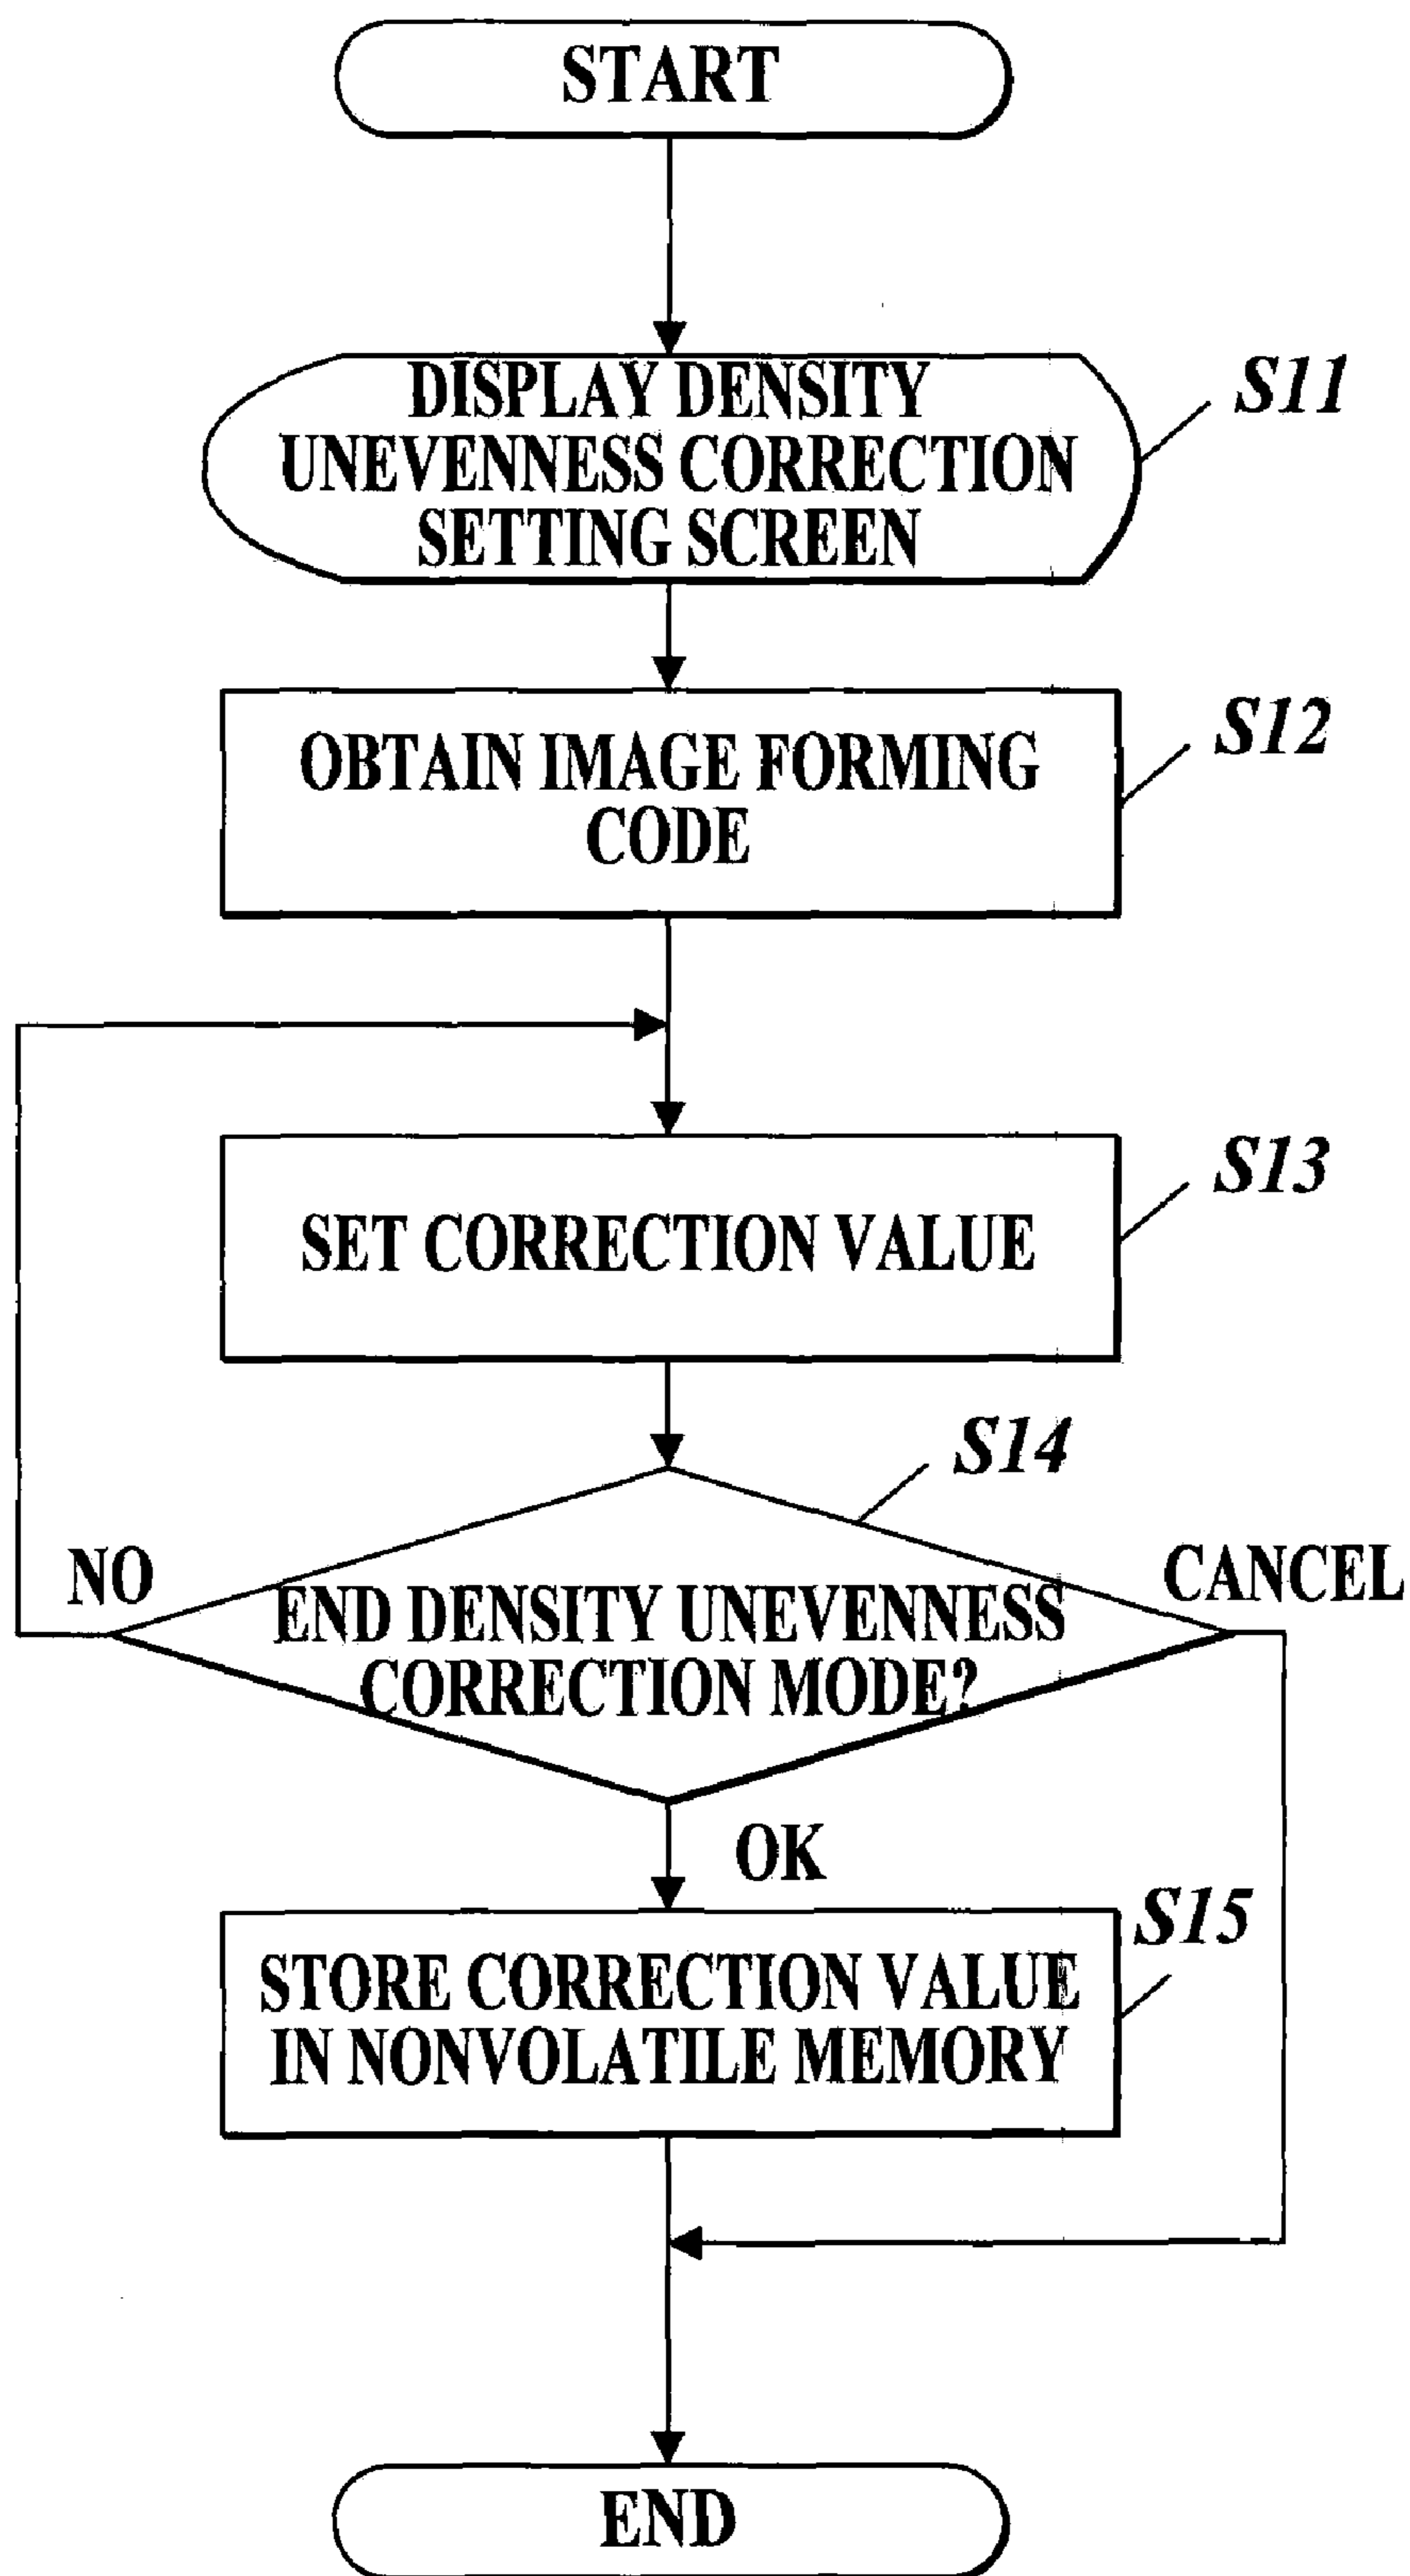 START
DISPLAY DENSITY
UNEVENNESS CORRECTION
SETTING SCREEN
S11
OBTAIN IMAGE FORMING
CODE
S12
SET CORRECTION VALUE
S13
S14
NO
CANCEL
END DENSITY UNEVENNESS
CORRECTION MODE?
OK
S15
STORE CORRECTION VALUE
IN NONVOLATILE MEMORY
END